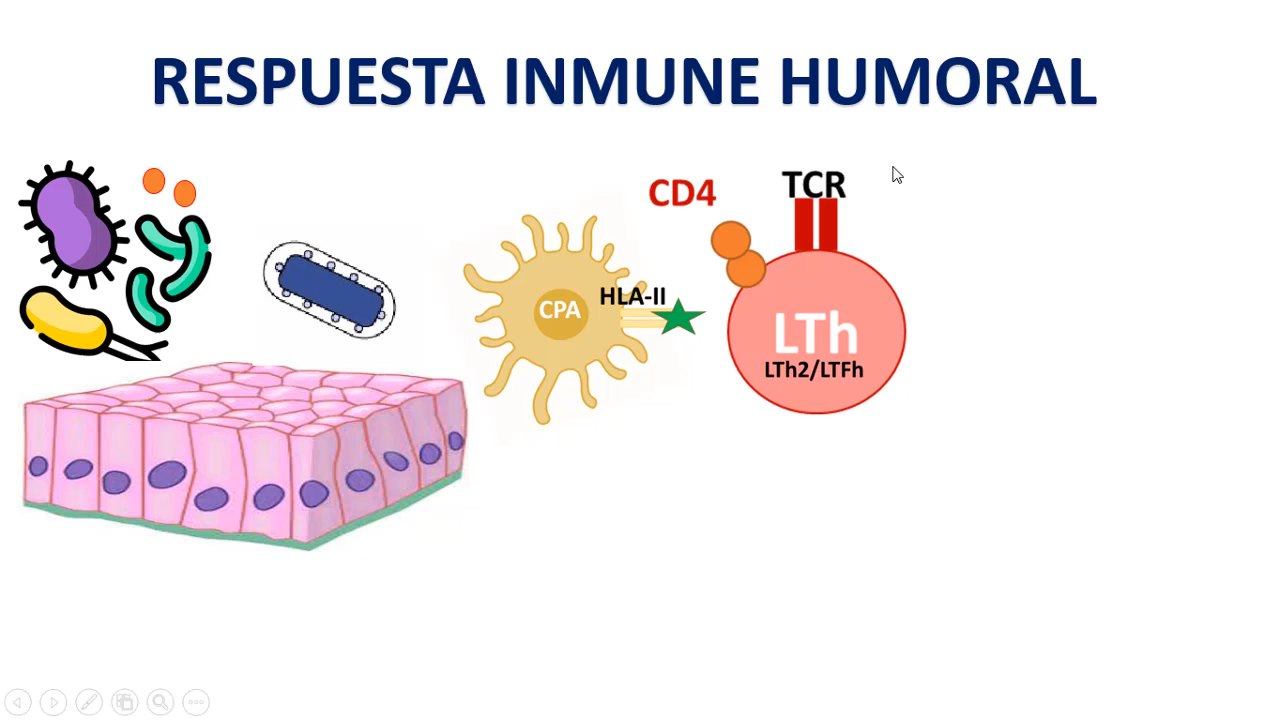 RESPUESTA INMUNE HUMORAL
CD4
TCR
CPA
HLA-II
LTh
LTh2/LTFh